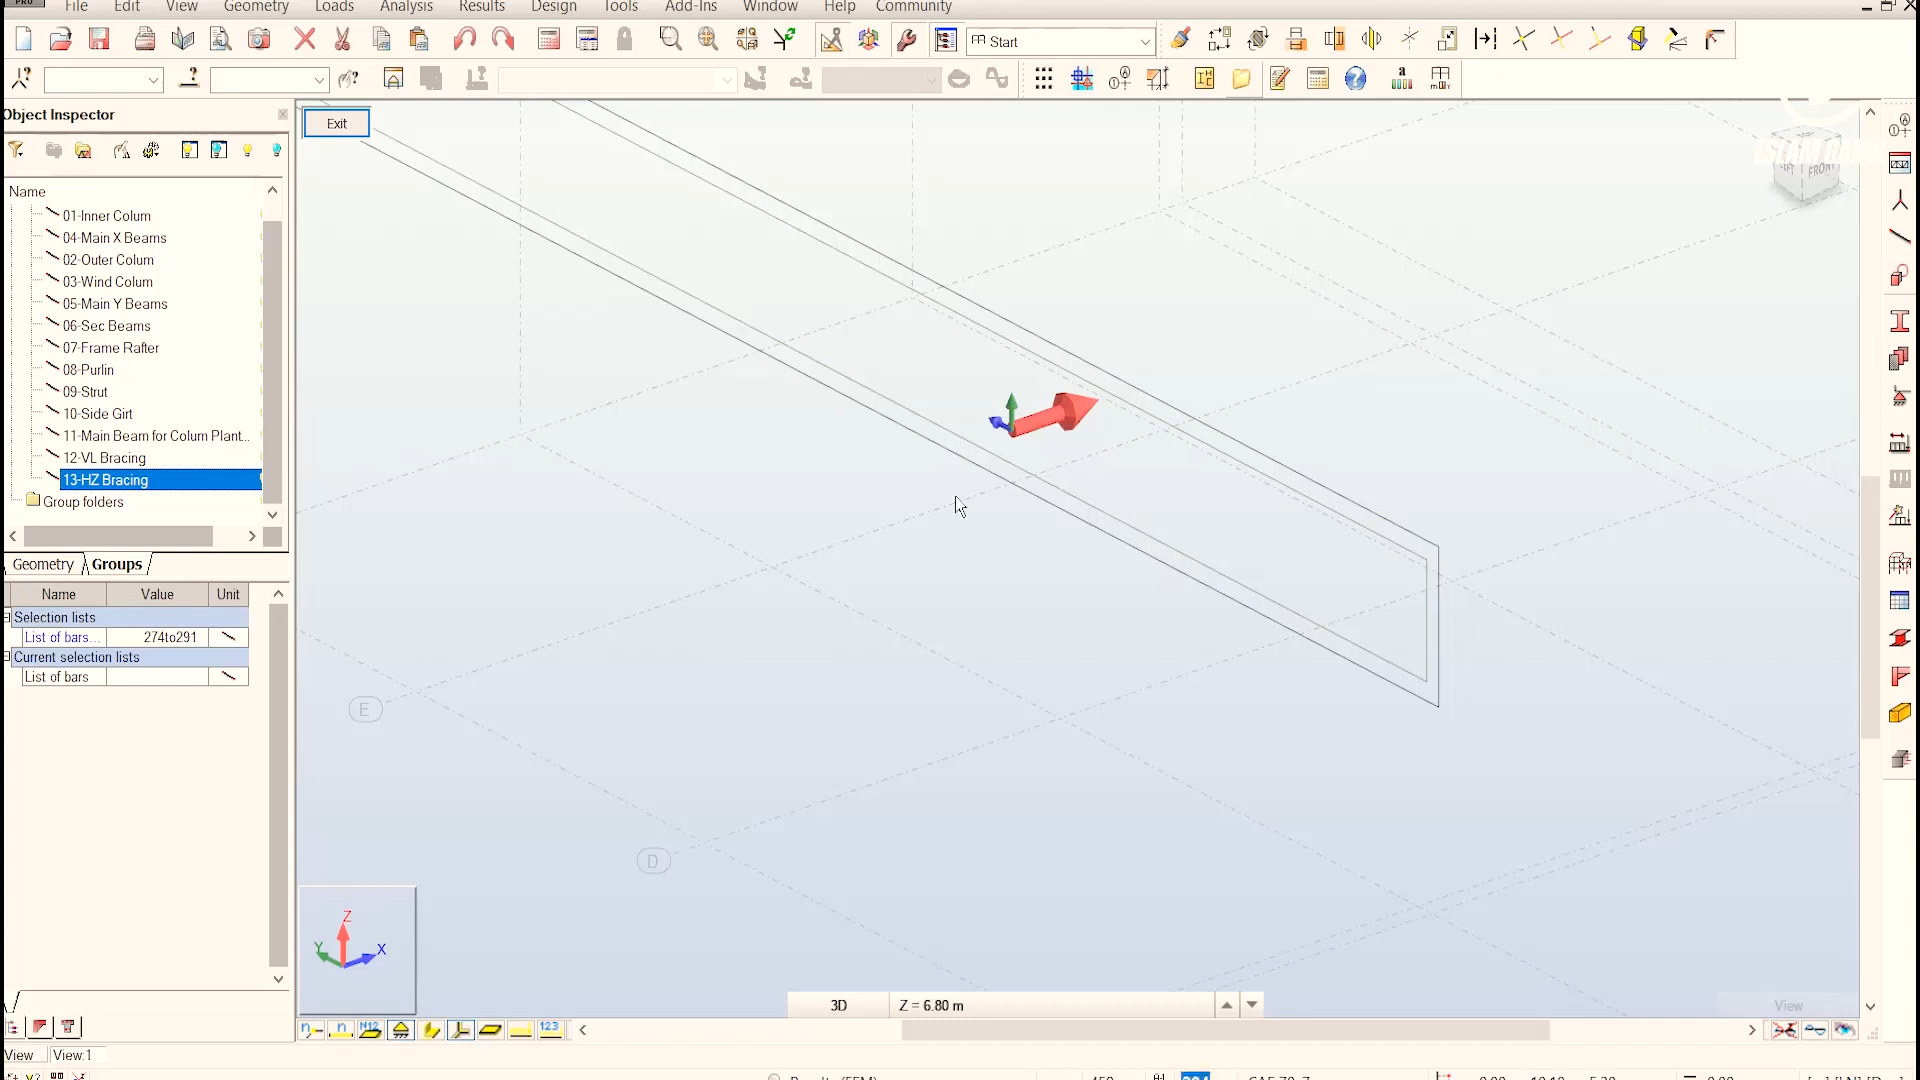 File Edit View Geometry Loads Analysis Results Design Tools Add-Ins Window Help Community
Start
Object Inspector
Exit
Name
01-Inner Colum
04-Main X Beams
02-Outer Colum
03-Wind Colum
05-Main Y Beams
06-Sec Beams
07-Frame Rafter
08-Purlin
09-Strut
10-Side Girt
11-Main Beam for Colum Plant...
12-VL Bracing
13-HZ Bracing
Group folders
Geometry Groups
Name Value Unit
Selection lists
List of bars... 274to291
Current selection lists
List of bars
LEFT FRONT
E
D
Z
Y X
3D Z = 6.80 m
View
123
View View:1